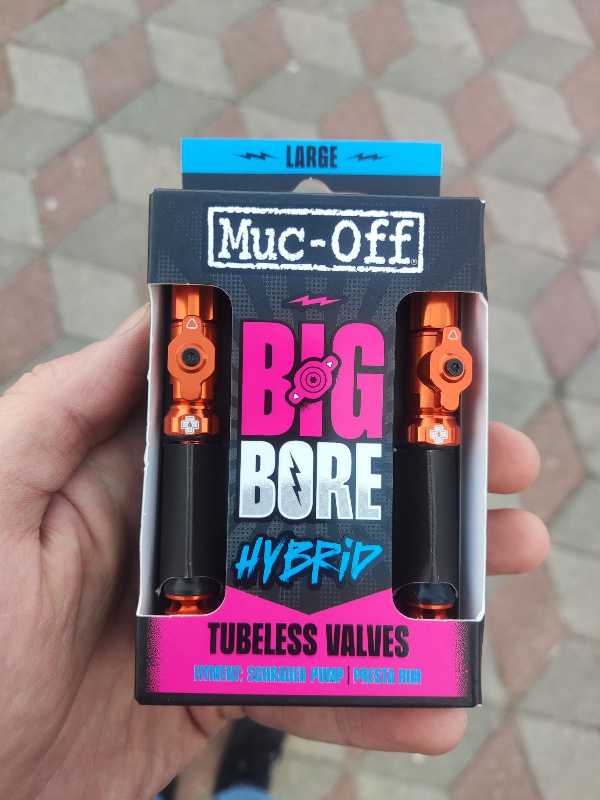 LARGE
Muc-Off®
BIG
BORE
HYBRID
TUBELESS VALVES
FITMENT: SCHRADER PUMP | PRESTA RIM